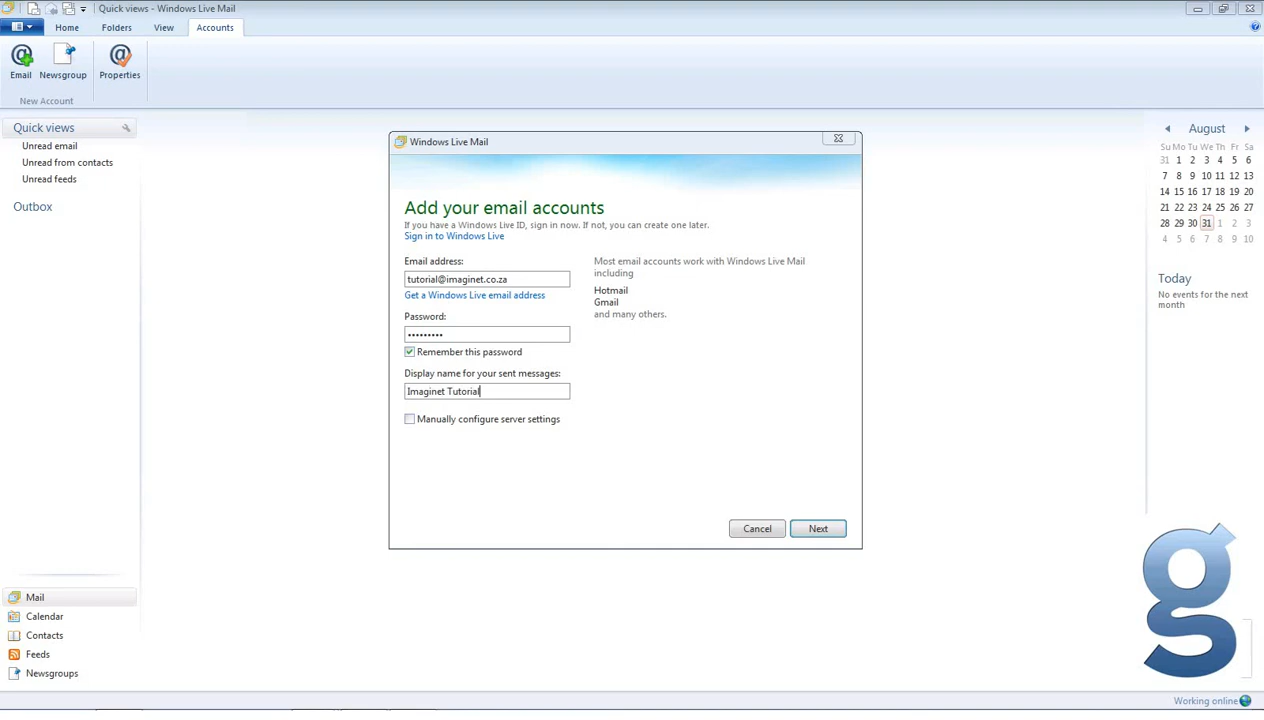 Quick views - Windows Live Mail
Home Folders View Accounts
Email Newsgroup Properties
New Account
Quick views
Unread email
Unread from contacts
Unread feeds
Outbox
Windows Live Mail
Add your email accounts
If you have a Windows Live ID, sign in now. If not, you can create one later.
Sign in to Windows Live
Email address:
tutorial@imaginet.co.za
Get a Windows Live email address
Password:
•••••••••
Remember this password
Display name for your sent messages:
Imaginet Tutorial
Manually configure server settings
Most email accounts work with Windows Live Mail
including
Hotmail
Gmail
and many others.
Cancel Next
August
Su Mo Tu We Th Fr Sa
31 1 2 3 4 5 6
7 8 9 10 11 12 13
14 15 16 17 18 19 20
21 22 23 24 25 26 27
28 29 30 31 1 2 3
4 5 6 7 8 9 10
Today
No events for the next
month
Mail
Calendar
Contacts
Feeds
Newsgroups
g
Working online